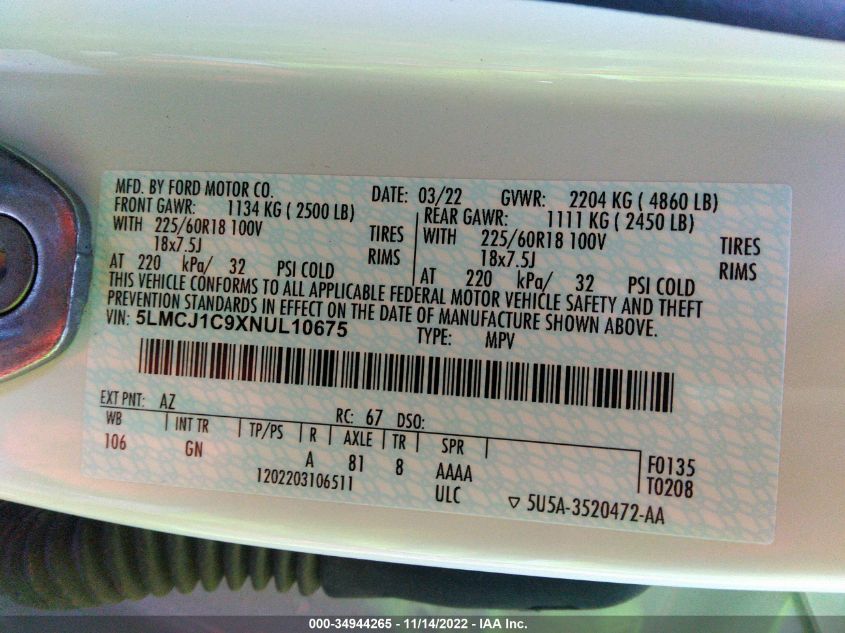 MFD. BY FORD MOTOR CO.
DATE: 03/22 GVWR: 2204 KG ( 4860 LB)
FRONT GAWR: 1134 KG ( 2500 LB)
WITH 225/60R18 100V TIRES
18x7.5J RIMS
AT 220 kPa/ 32 PSI COLD
REAR GAWR: 1111 KG ( 2450 LB)
WITH 225/60R18 100V TIRES
18x7.5J RIMS
AT 220 kPa/ 32 PSI COLD
THIS VEHICLE CONFORMS TO ALL APPLICABLE FEDERAL MOTOR VEHICLE SAFETY AND THEFT
PREVENTION STANDARDS IN EFFECT ON THE DATE OF MANUFACTURE SHOWN ABOVE.
VIN: 5LMCJ1C9XNUL10675 TYPE: MPV
EXT PNT: AZ RC: 67 DSO:
WB INT TR TP/PS R AXLE TR SPR
106 GN A 81 8 AAAA
F0135
T0208
1202203106511 ULC
▽ 5U5A-3520472-AA
000-34944265 - 11/14/2022 - IAA Inc.